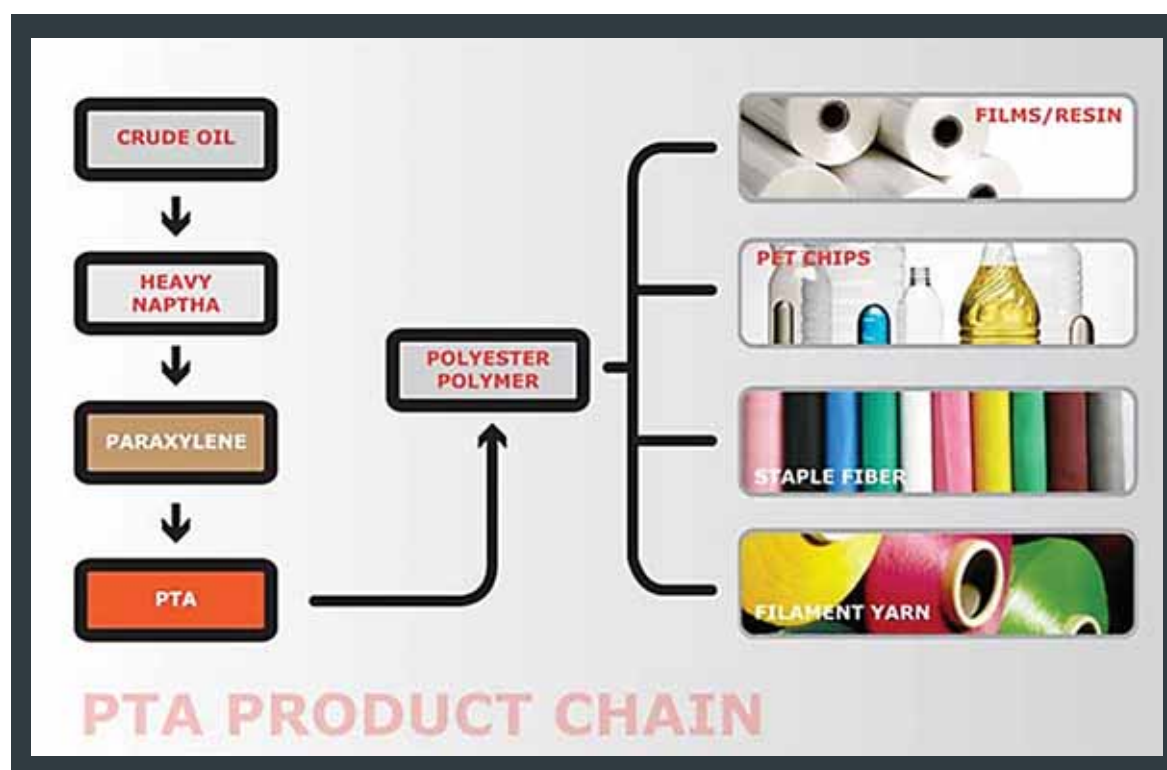 CRUDE OIL
HEAVY
NAPTHA
PARAXYLENE
PTA
POLYESTER
POLYMER
FILMS/RESIN
PET CHIPS
STAPLE FIBER
FILAMENT YARN
PTA PRODUCT CHAIN